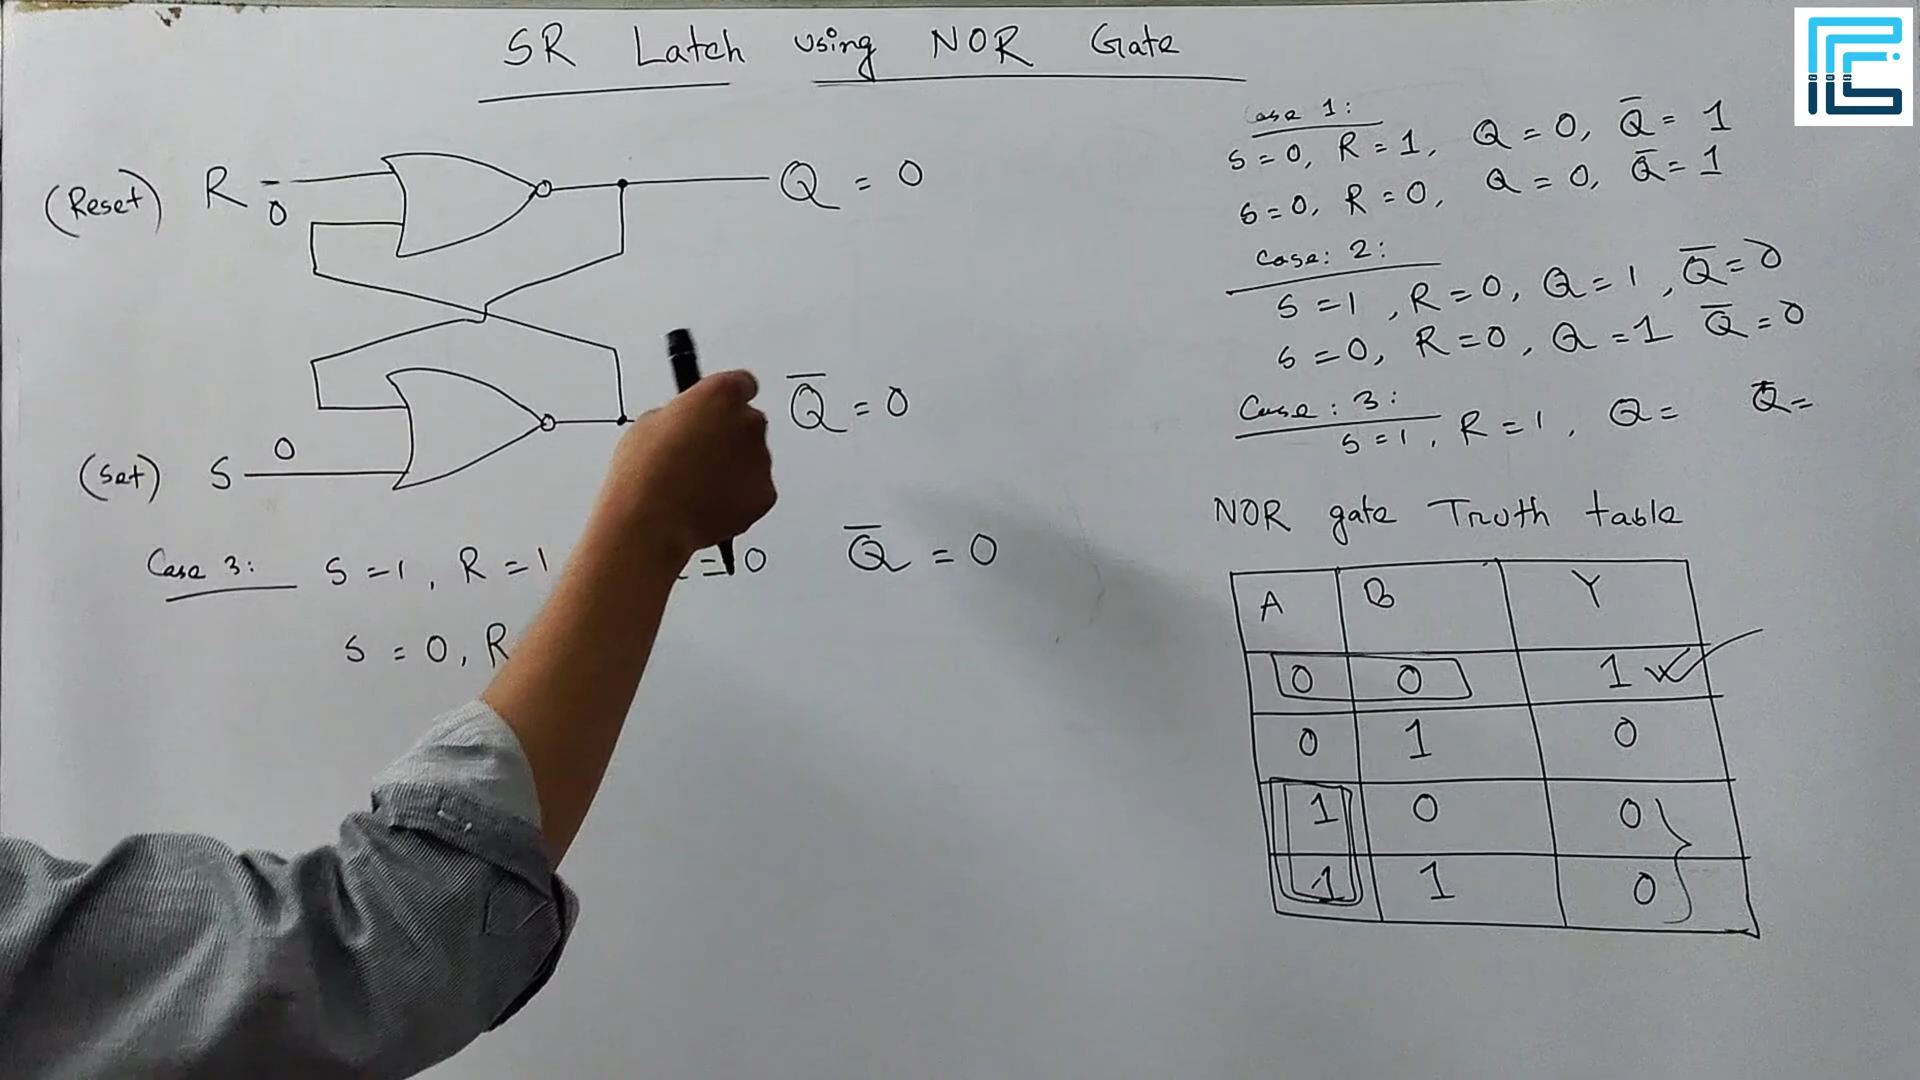 SR Latch using NOR Gate
(Reset) R 0 Q = 0
Q̅ = 0
(Set) S 0
Case 3: S = 1, R = 1 = 0 Q̅ = 0
S = 0, R
Case 1:
S = 0, R = 1, Q = 0, Q̅ = 1
S = 0, R = 0, Q = 0, Q̅ = 1
Case: 2:
S = 1, R = 0, Q = 1, Q̅ = 0
S = 0, R = 0, Q = 1 Q̅ = 0
Case: 3:
S = 1, R = 1, Q = Q̅ =
NOR gate Truth table
A B Y
0 0 1
0 1 0
1 0 0
1 1 0